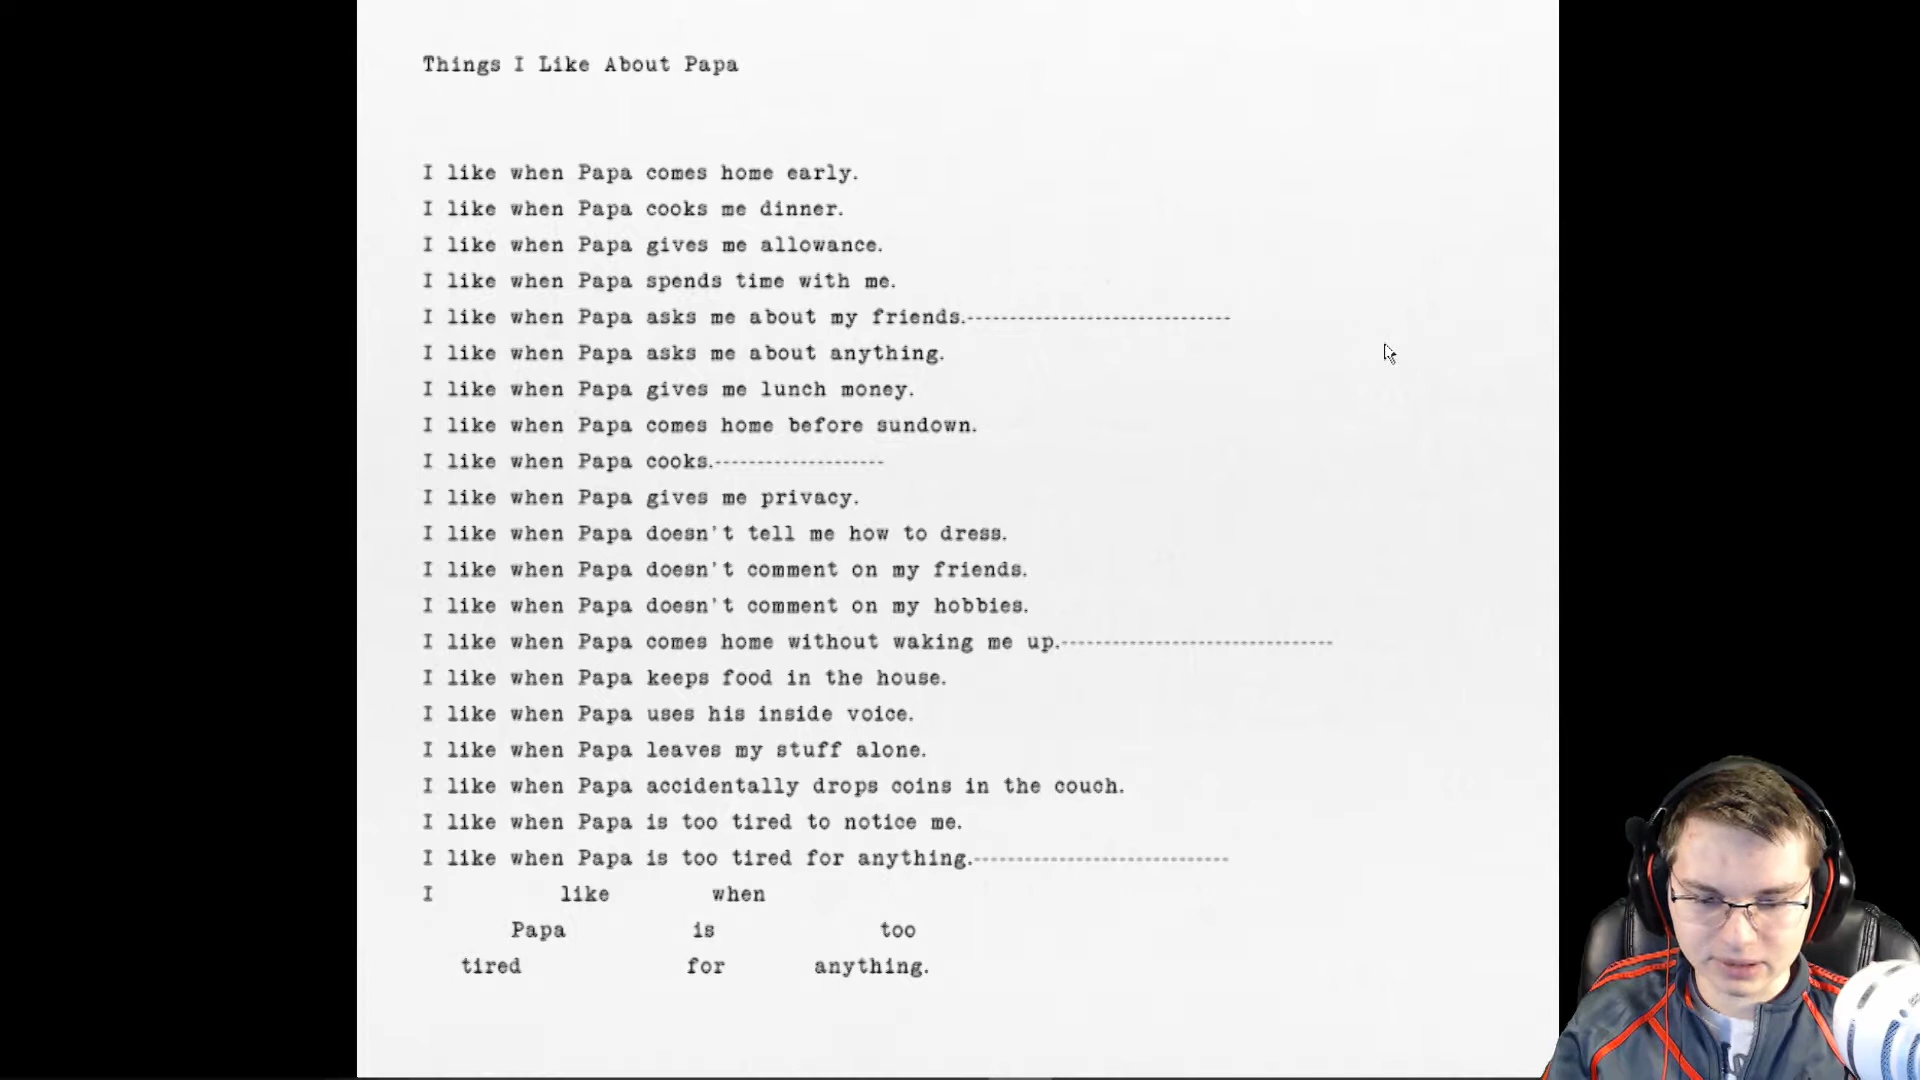 Things I Like About Papa
I like when Papa comes home early.
I like when Papa cooks me dinner.
I like when Papa gives me allowance.
I like when Papa spends time with me.
I like when Papa asks me about my friends.------------------------------
I like when Papa asks me about anything.
I like when Papa gives me lunch money.
I like when Papa comes home before sundown.
I like when Papa cooks.-------------------
I like when Papa gives me privacy.
I like when Papa doesn't tell me how to dress.
I like when Papa doesn't comment on my friends.
I like when Papa doesn't comment on my hobbies.
I like when Papa comes home without waking me up.-------------------------------
I like when Papa keeps food in the house.
I like when Papa uses his inside voice.
I like when Papa leaves my stuff alone.
I like when Papa accidentally drops coins in the couch.
I like when Papa is too tired to notice me.
I like when Papa is too tired for anything.-----------------------------
I like when
Papa is too
tired for anything.